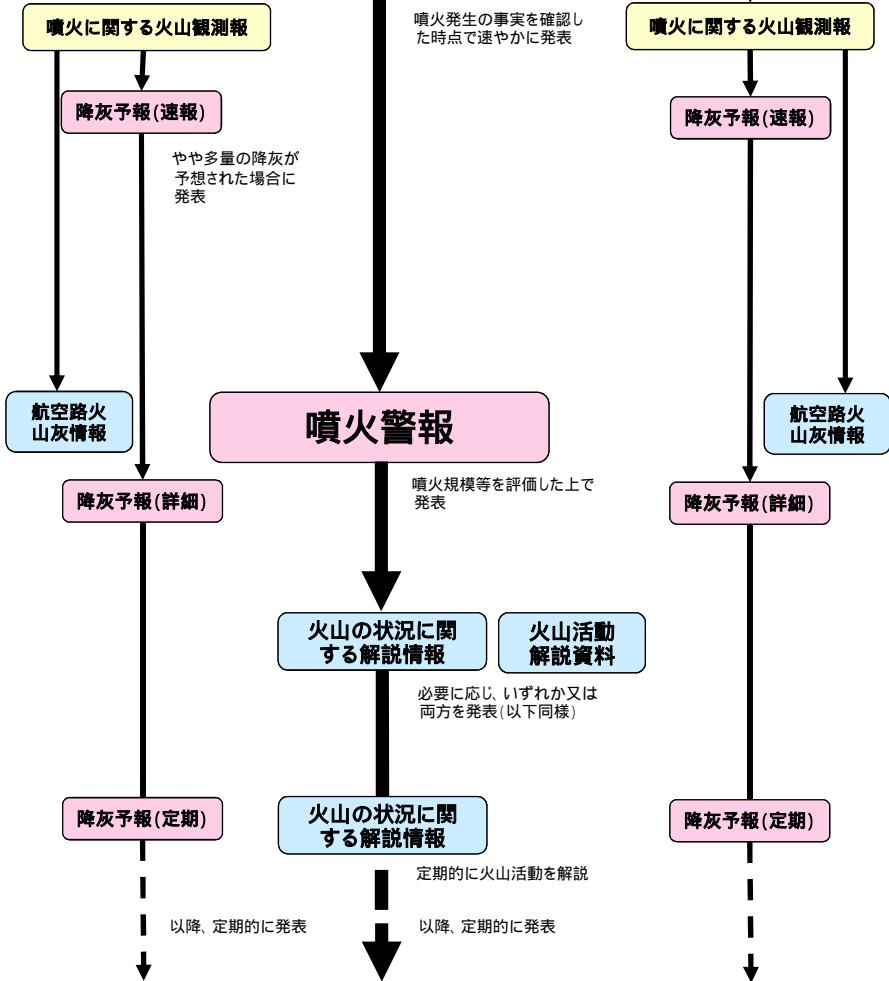 噴火に関する火山観測報
噴火発生の事実を確認し
た時点で速やかに発表
噴火に関する火山観測報
降灰予報(速報)
降灰予報(速報)
やや多量の降灰が
予想された場合に
発表
航空路火
山灰情報
噴火警報
航空路火
山灰情報
噴火規模等を評価した上で
発表
降灰予報(詳細)
降灰予報(詳細)
火山の状況に関
する解説情報
火山活動
解説資料
必要に応じ、いずれか又は
両方を発表(以下同様)
降灰予報(定期)
火山の状況に関
する解説情報
降灰予報(定期)
定期的に火山活動を解説
以降、定期的に発表
以降、定期的に発表